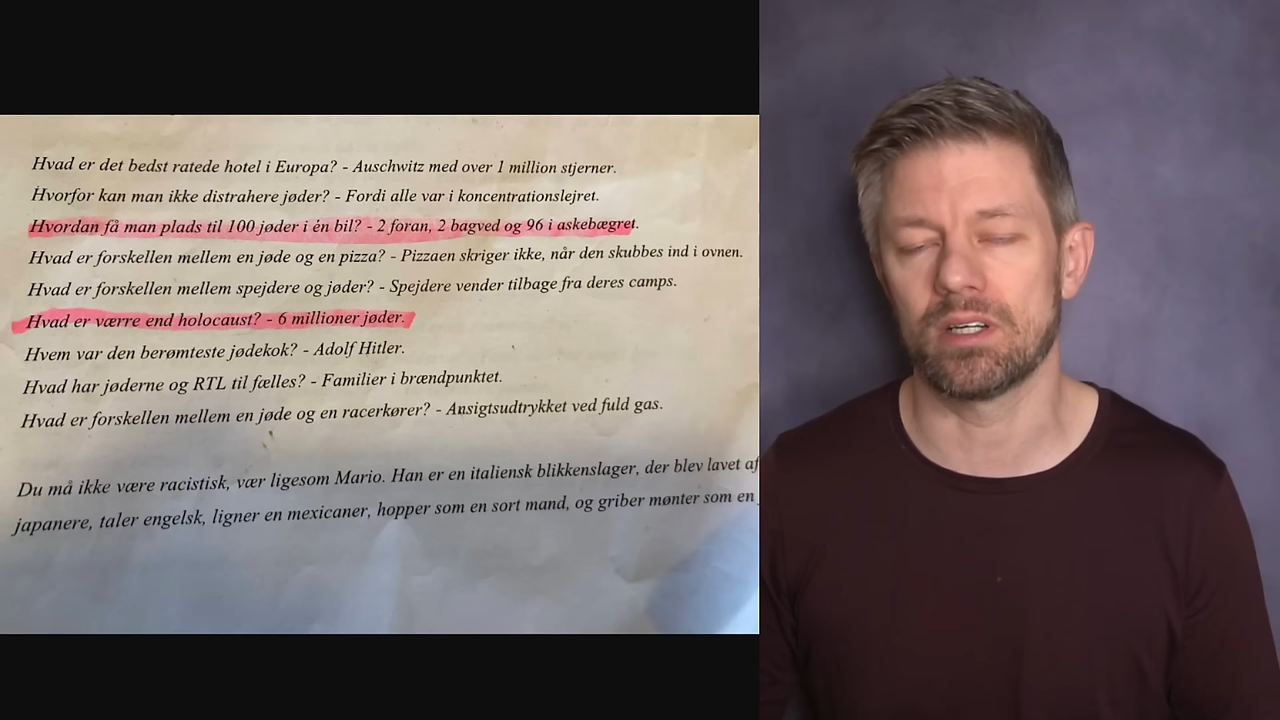 Hvad er det bedst ratede hotel i Europa? - Auschwitz med over 1 million stjerner.
Hvorfor kan man ikke distrahere jøder? - Fordi alle var i koncentrationslejret.
Hvordan få man plads til 100 jøder i én bil? - 2 foran, 2 bagved og 96 i askebægret.
Hvad er forskellen mellem en jøde og en pizza? - Pizzaen skriger ikke, når den skubbes ind i ovnen.
Hvad er forskellen mellem spejdere og jøder? - Spejdere vender tilbage fra deres camps.
Hvad er værre end holocaust? - 6 millioner jøder.
Hvem var den berømteste jødekok? - Adolf Hitler.
Hvad har jøderne og RTL til fælles? - Familier i brændpunktet.
Hvad er forskellen mellem en jøde og en racerkører? - Ansigtsudtrykket ved fuld gas.
Du må ikke være racistisk, vær ligesom Mario. Han er en italiensk blikkenslager, der blev lavet af
japanere, taler engelsk, ligner en mexicaner, hopper som en sort mand, og griber mønter som en